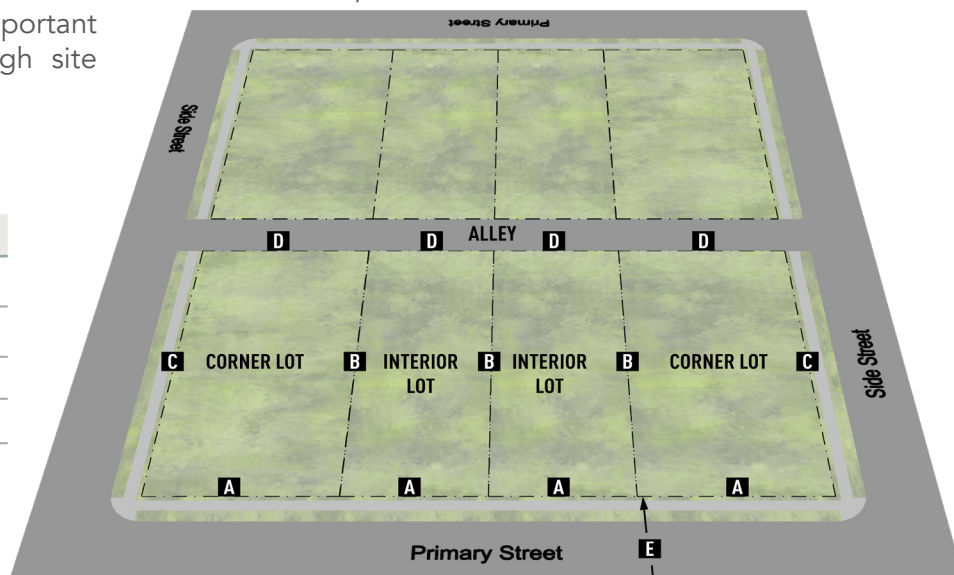 portant
gh site
Primary Street
Side Street
ALLEY
D
D
D
D
C
CORNER LOT
B
INTERIOR
LOT
B
INTERIOR
LOT
B
CORNER LOT
C
Side Street
A
A
A
A
Primary Street
E